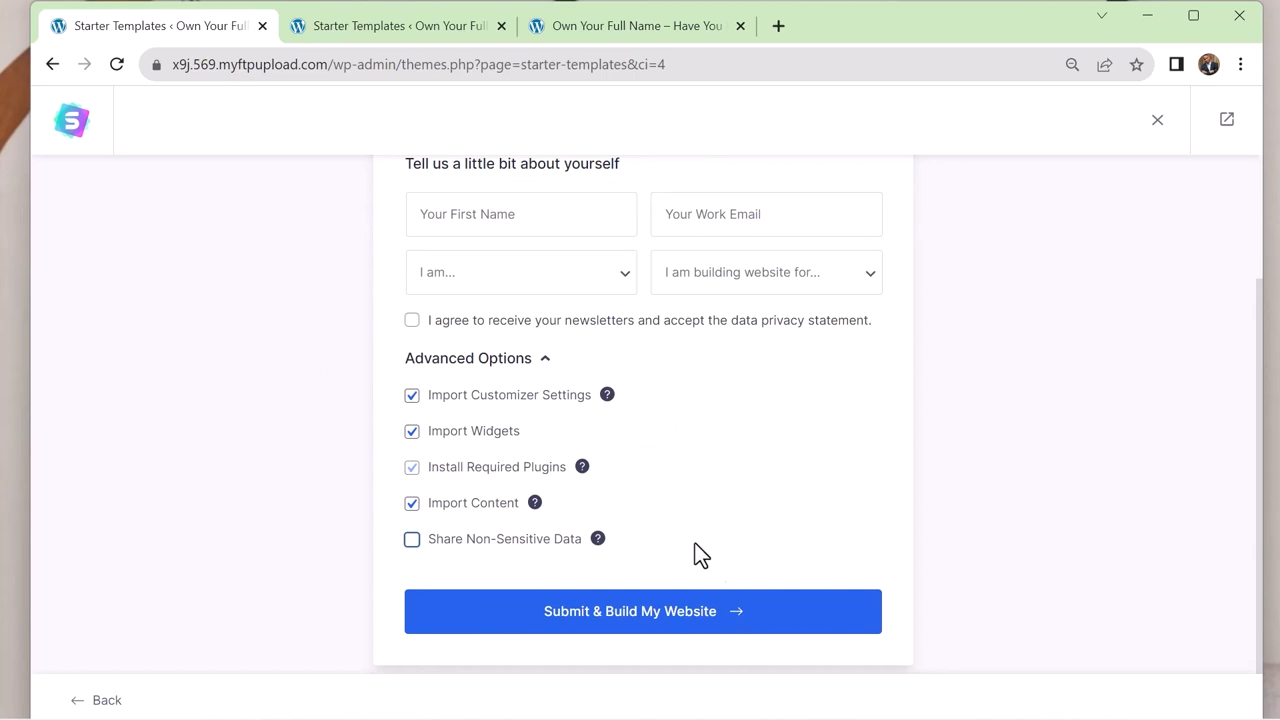 Starter Templates ‹ Own Your Full
Starter Templates ‹ Own Your Full
Own Your Full Name – Have You
x9j.569.myftpupload.com/wp-admin/themes.php?page=starter-templates&ci=4
S
Tell us a little bit about yourself
Your First Name
Your Work Email
I am...
I am building website for...
I agree to receive your newsletters and accept the data privacy statement.
Advanced Options
Import Customizer Settings ?
Import Widgets
Install Required Plugins ?
Import Content ?
Share Non-Sensitive Data ?
Submit & Build My Website →
← Back